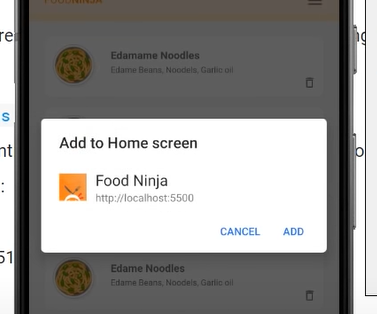 FOODNINJA
Edamame Noodles
Edame Beans, Noodels, Garlic oil
Add to Home screen
Food Ninja
http://localhost:5500
CANCEL ADD
Edame Noodles
Edame Beans, Noodels, Garlic oil